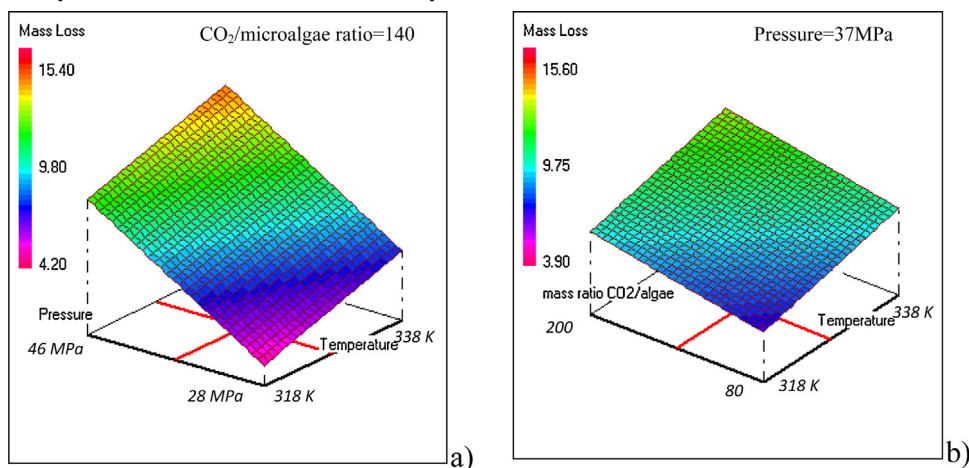 Mass Loss
CO₂/microalgae ratio=140
15.40
9.80
4.20
Pressure
46 MPa
28 MPa
318 K
Temperature
338 K
a)
Mass Loss
Pressure=37MPa
15.60
9.75
3.90
mass ratio CO2/algae
200
80
318 K
Temperature
338 K
b)